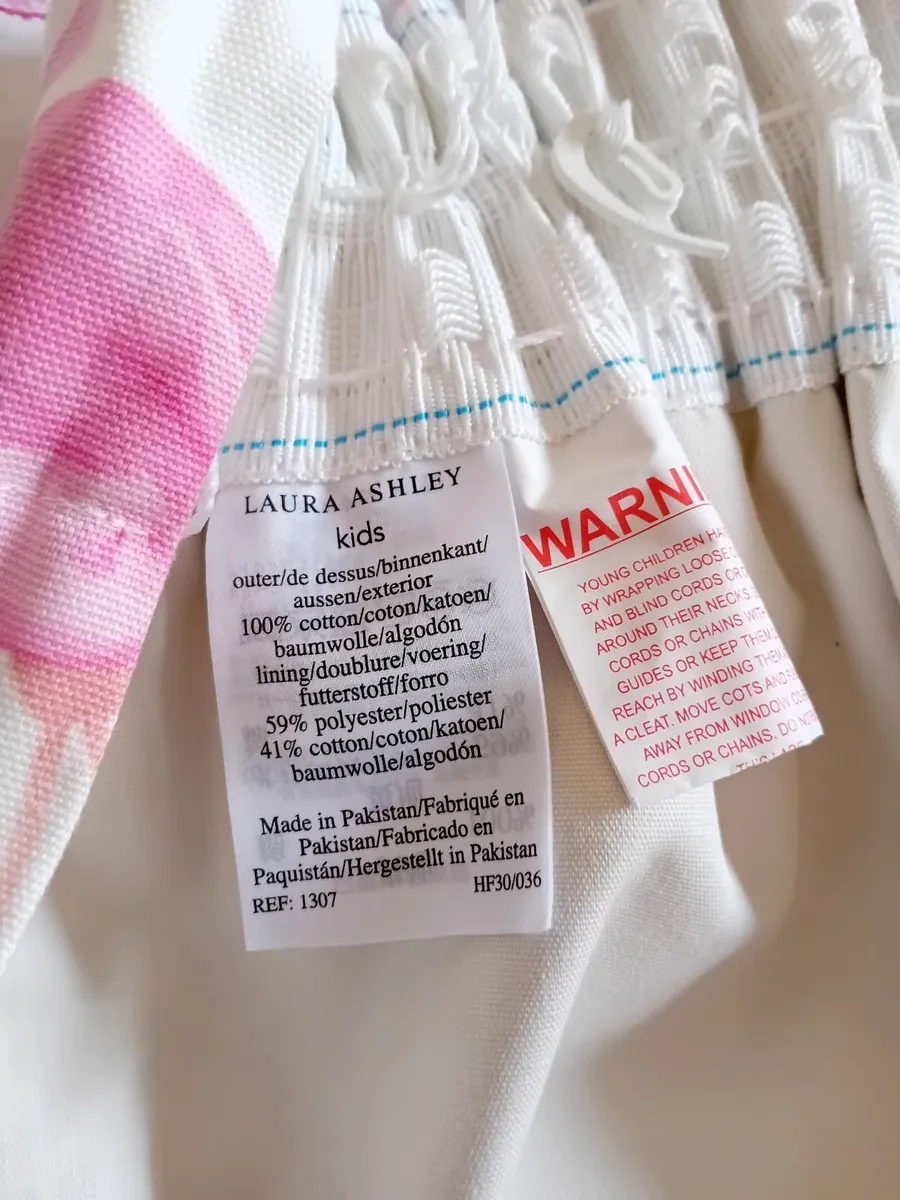 LAURA ASHLEY
kids
outer/de dessus/binnenkant/
aussen/exterior
100% cotton/coton/katoen/
baumwolle/algodón
lining/doublure/voering/
futterstoff/forro
59% polyester/poliester
41% cotton/coton/katoen/
baumwolle/algodón
Made in Pakistan/Fabriqué en
Pakistan/Fabricado en
Paquistán/Hergestellt in Pakistan
REF: 1307 HF30/036
WARNI
YOUNG CHILDREN HA
BY WRAPPING LOOSE
AND BLIND CORDS OR
AROUND THEIR NECKS.
CORDS OR CHAINS WIT
GUIDES OR KEEP THEM
REACH BY WINDING THEM
A CLEAT. MOVE COTS AND
AWAY FROM WINDOW CO
CORDS OR CHAINS. DO NOT